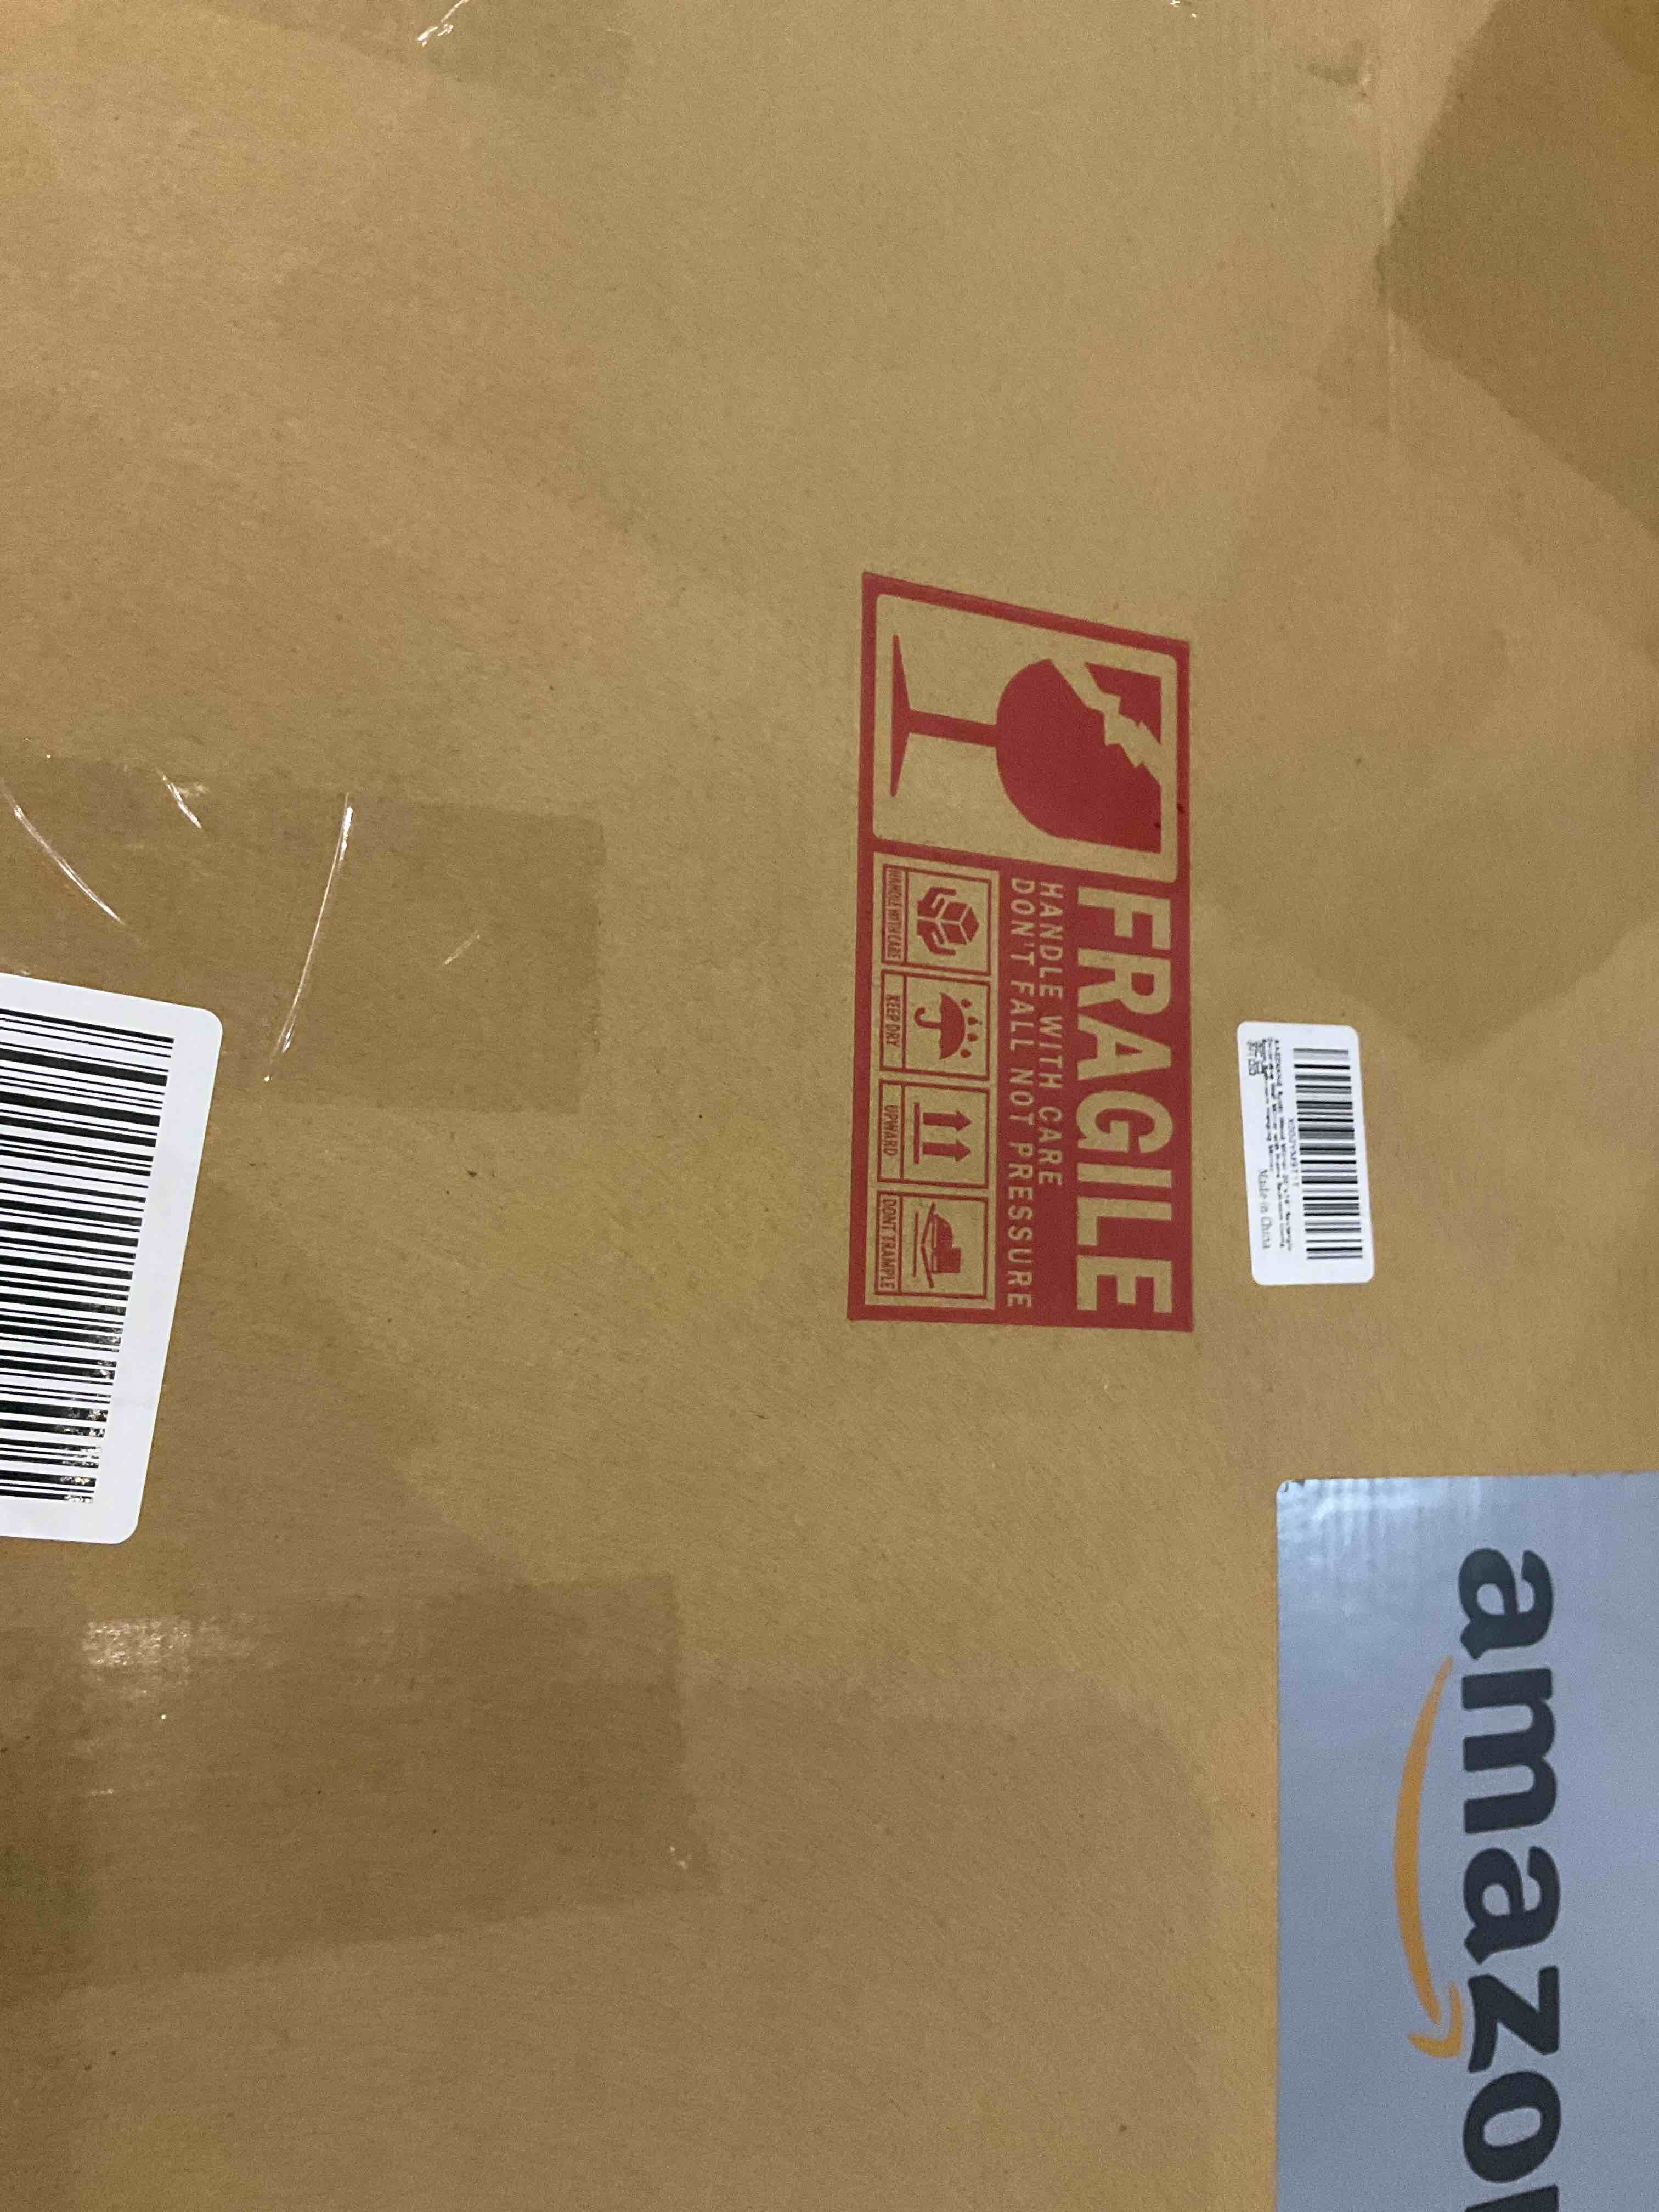 FRAGILE
HANDLE WITH CARE
DON'T FALL NOT PRESSURE
HANDLE WITH CARE
KEEP DRY
UPWARD
DONT TRAMPLE
Made in China
amazo